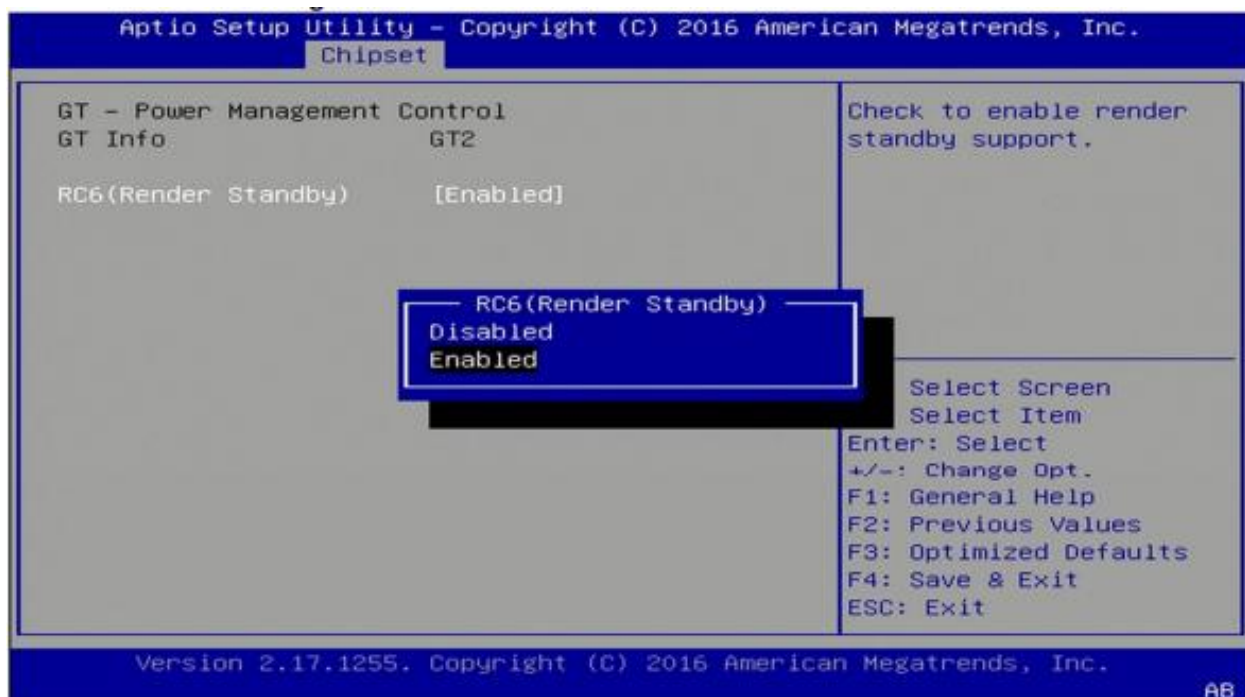 Aptio Setup Utility – Copyright (C) 2016 American Megatrends, Inc.
Chipset
GT – Power Management Control
GT Info GT2
RC6(Render Standby) [Enabled]
Check to enable render
standby support.
RC6(Render Standby)
Disabled
Enabled
Select Screen
Select Item
Enter: Select
+/-: Change Opt.
F1: General Help
F2: Previous Values
F3: Optimized Defaults
F4: Save & Exit
ESC: Exit
Version 2.17.1255. Copyright (C) 2016 American Megatrends, Inc.
AB